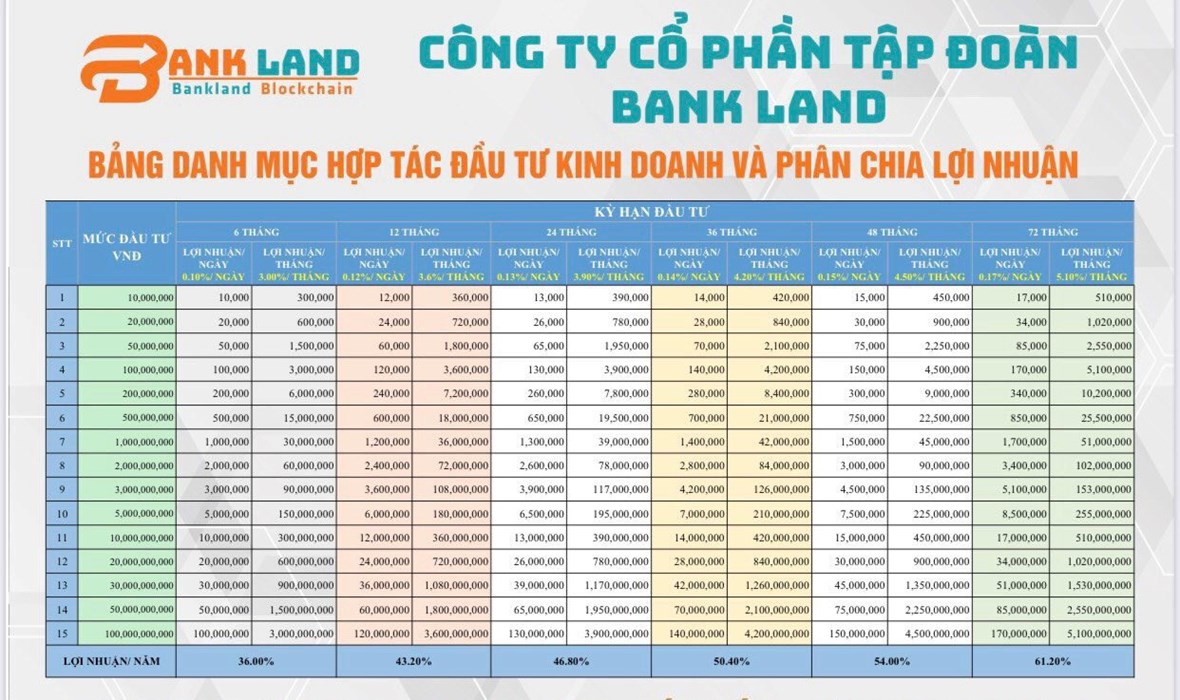 BANK LAND
Bankland Blockchain
CÔNG TY CỔ PHẦN TẬP ĐOÀN
BANK LAND
BẢNG DANH MỤC HỢP TÁC ĐẦU TƯ KINH DOANH VÀ PHÂN CHIA LỢI NHUẬN
STT MỨC ĐẦU TƯ VNĐ KỲ HẠN ĐẦU TƯ
6 THÁNG 12 THÁNG 24 THÁNG 36 THÁNG 48 THÁNG 72 THÁNG
LỢI NHUẬN/ LỢI NHUẬN/ LỢI NHUẬN/ LỢI NHUẬN/ LỢI NHUẬN/ LỢI NHUẬN/ LỢI NHUẬN/ LỢI NHUẬN/ LỢI NHUẬN/ LỢI NHUẬN/ LỢI NHUẬN/ LỢI NHUẬN/
NGÀY THÁNG NGÀY THÁNG NGÀY THÁNG NGÀY THÁNG NGÀY THÁNG NGÀY THÁNG
0.10%/ NGÀY 3.00%/ THÁNG 0.12%/ NGÀY 3.6%/ THÁNG 0.13%/ NGÀY 3.90%/ THÁNG 0.14%/ NGÀY 4.20%/ THÁNG 0.15%/ NGÀY 4.50%/ THÁNG 0.17%/ NGÀY 5.10%/ THÁNG
1 10,000,000 10,000 300,000 12,000 360,000 13,000 390,000 14,000 420,000 15,000 450,000 17,000 510,000
2 20,000,000 20,000 600,000 24,000 720,000 26,000 780,000 28,000 840,000 30,000 900,000 34,000 1,020,000
3 50,000,000 50,000 1,500,000 60,000 1,800,000 65,000 1,950,000 70,000 2,100,000 75,000 2,250,000 85,000 2,550,000
4 100,000,000 100,000 3,000,000 120,000 3,600,000 130,000 3,900,000 140,000 4,200,000 150,000 4,500,000 170,000 5,100,000
5 200,000,000 200,000 6,000,000 240,000 7,200,000 260,000 7,800,000 280,000 8,400,000 300,000 9,000,000 340,000 10,200,000
6 500,000,000 500,000 15,000,000 600,000 18,000,000 650,000 19,500,000 700,000 21,000,000 750,000 22,500,000 850,000 25,500,000
7 1,000,000,000 1,000,000 30,000,000 1,200,000 36,000,000 1,300,000 39,000,000 1,400,000 42,000,000 1,500,000 45,000,000 1,700,000 51,000,000
8 2,000,000,000 2,000,000 60,000,000 2,400,000 72,000,000 2,600,000 78,000,000 2,800,000 84,000,000 3,000,000 90,000,000 3,400,000 102,000,000
9 3,000,000,000 3,000,000 90,000,000 3,600,000 108,000,000 3,900,000 117,000,000 4,200,000 126,000,000 4,500,000 135,000,000 5,100,000 153,000,000
10 5,000,000,000 5,000,000 150,000,000 6,000,000 180,000,000 6,500,000 195,000,000 7,000,000 210,000,000 7,500,000 225,000,000 8,500,000 255,000,000
11 10,000,000,000 10,000,000 300,000,000 12,000,000 360,000,000 13,000,000 390,000,000 14,000,000 420,000,000 15,000,000 450,000,000 17,000,000 510,000,000
12 20,000,000,000 20,000,000 600,000,000 24,000,000 720,000,000 26,000,000 780,000,000 28,000,000 840,000,000 30,000,000 900,000,000 34,000,000 1,020,000,000
13 30,000,000,000 30,000,000 900,000,000 36,000,000 1,080,000,000 39,000,000 1,170,000,000 42,000,000 1,260,000,000 45,000,000 1,350,000,000 51,000,000 1,530,000,000
14 50,000,000,000 50,000,000 1,500,000,000 60,000,000 1,800,000,000 65,000,000 1,950,000,000 70,000,000 2,100,000,000 75,000,000 2,250,000,000 85,000,000 2,550,000,000
15 100,000,000,000 100,000,000 3,000,000,000 120,000,000 3,600,000,000 130,000,000 3,900,000,000 140,000,000 4,200,000,000 150,000,000 4,500,000,000 170,000,000 5,100,000,000
LỢI NHUẬN/ NĂM 36.00% 43.20% 46.80% 50.40% 54.00% 61.20%